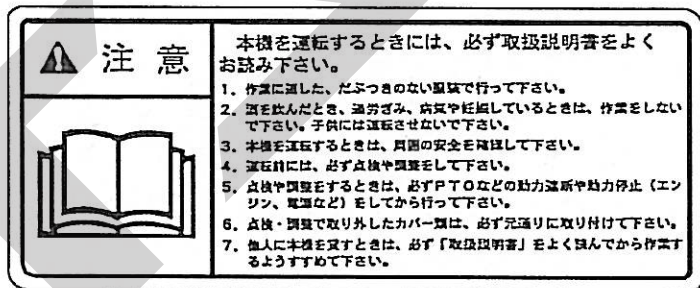 注意
本機を運転するときには、必ず取扱説明書をよく
お読み下さい。
1. 作業に適した、だぶつきのない服装で行って下さい。
2. 酒を飲んだとき、過労ぎみ、病気や妊娠しているときは、作業をしない
で下さい。子供には運転させないで下さい。
3. 本機を運転するときは、周囲の安全を確認して下さい。
4. 運転前には、必ず点検や調整をして下さい。
5. 点検や調整をするときは、必ずPTOなどの動力遮断や動力停止（エン
リン、電源など）をしてから行って下さい。
6. 点検・調整で取り外したカバー類は、必ず元通りに取り付けて下さい。
7. 他人に本機を貸すときは、必ず「取扱説明書」をよく読んでから作業す
るようすすめて下さい。